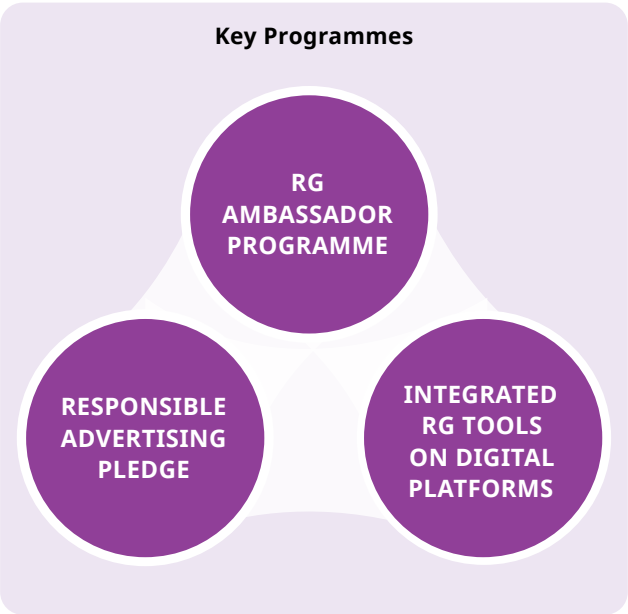 Key Programmes
RG
AMBASSADOR
PROGRAMME
RESPONSIBLE
ADVERTISING
PLEDGE
INTEGRATED
RG TOOLS
ON DIGITAL
PLATFORMS